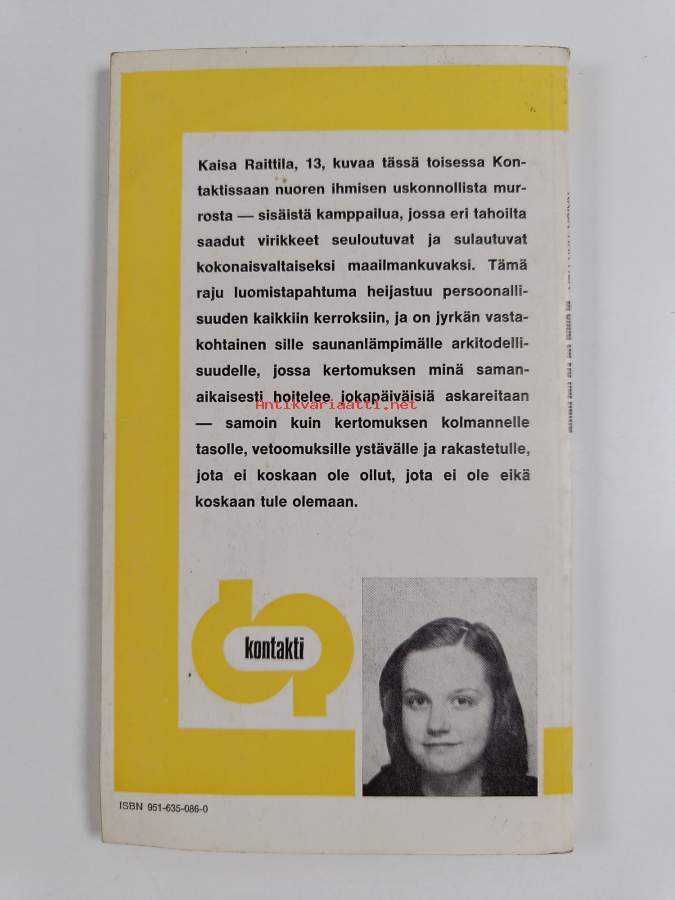 Kaisa Raittila, 13, kuvaa tässä toisessa Kon-
taktissaan nuoren ihmisen uskonnollista mur-
rosta — sisäistä kamppailua, jossa eri tahoilta
saadut virikkeet seuloutuvat ja sulautuvat
kokonaisvaltaiseksi maailmankuvaksi. Tämä
raju luomistapahtuma heijastuu persoonalli-
suuden kaikkiin kerroksiin, ja on jyrkän vasta-
kohtainen sille saunanlämpimälle arkitodelli-
suudelle, jossa kertomuksen minä saman-
aikaisesti hoitelee jokapäiväisiä askareitaan
Antikvariaatti.net
— samoin kuin kertomuksen kolmannelle
tasolle, vetoomuksille ystävälle ja rakastetulle,
jota ei koskaan ole ollut, jota ei ole eikä
koskaan tule olemaan.
kontakti
ISBN 951-635-086-0